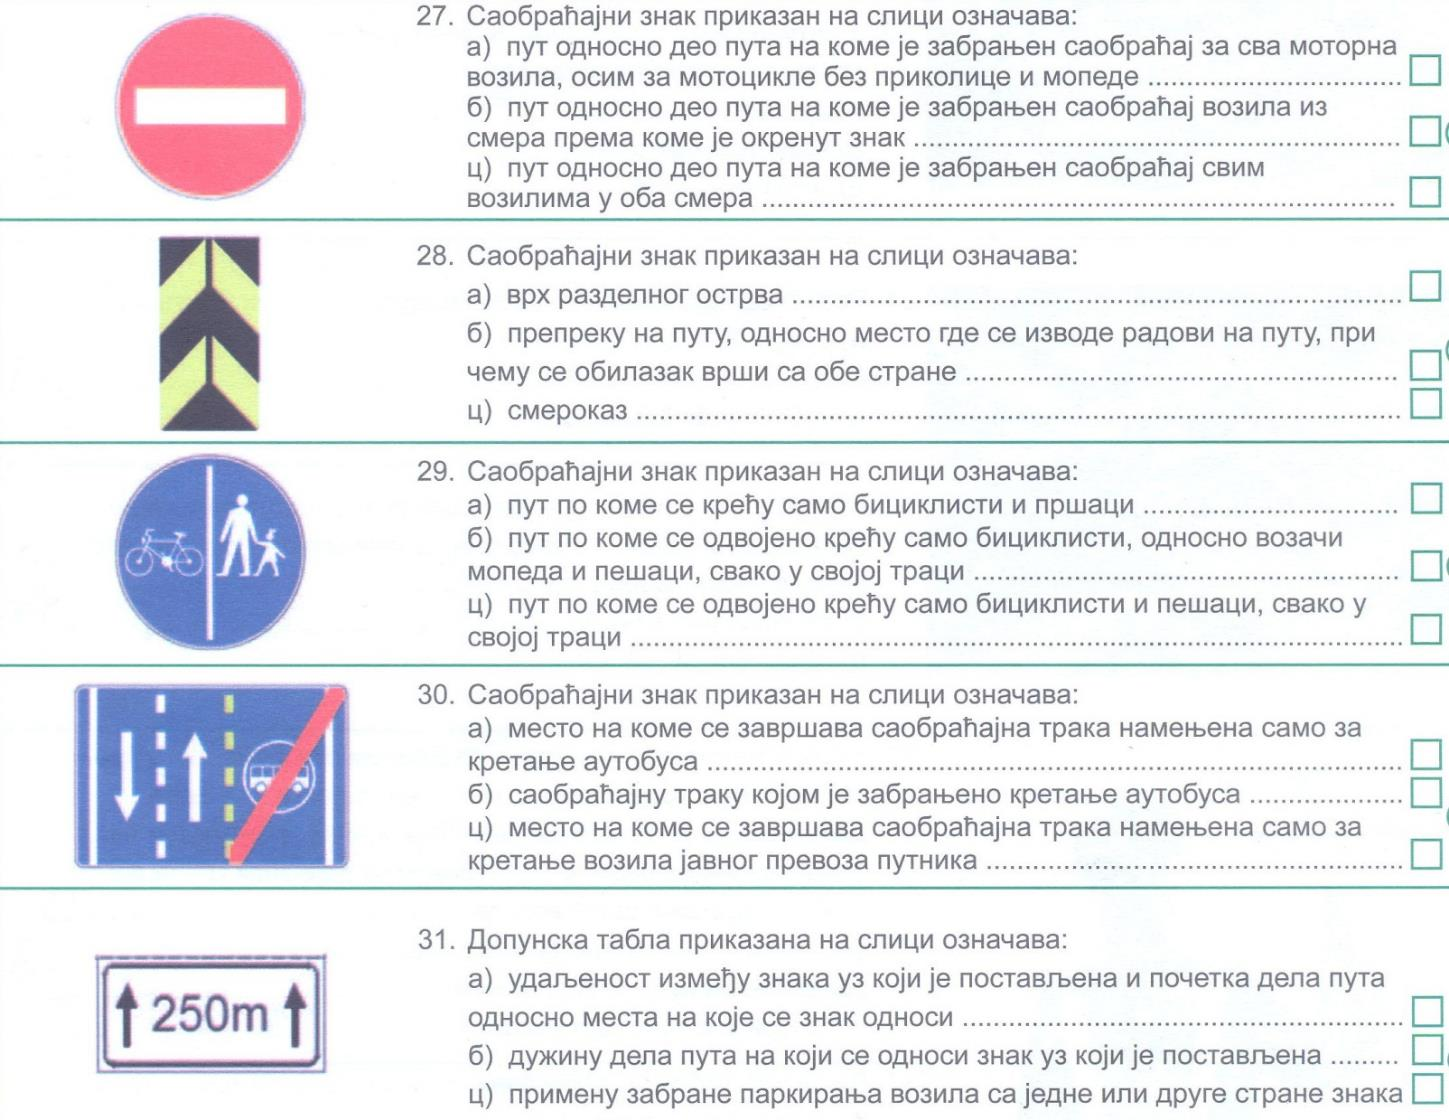 27. Саобраћајни знак приказан на слици означава:
а) пут односно део пута на коме је забрањен саобраћај за сва моторна
возила, осим за мотоцикле без приколице и мопеде
б) пут односно део пута на коме је забрањен саобраћај возила из
смера према коме је окренут знак
ц) пут односно део пута на коме је забрањен саобраћај свим
возилима у оба смера
28. Саобраћајни знак приказан на слици означава:
а) врх разделног острва
б) препреку на путу, односно место где се изводе радови на путу, при
чему се обилазак врши са обе стране
ц) смероказ
29. Саобраћајни знак приказан на слици означава:
а) пут по коме се крећу само бициклисти и пршаци
б) пут по коме се одвојено крећу само бициклисти, односно возачи
мопеда и пешаци, свако у својој траци
ц) пут по коме се одвојено крећу само бициклисти и пешаци, свако у
својој траци
30. Саобраћајни знак приказан на слици означава:
а) место на коме се завршава саобраћајна трака намењена само за
кретање аутобуса
б) саобраћајну траку којом је забрањено кретање аутобуса
ц) место на коме се завршава саобраћајна трака намењена само за
кретање возила јавног превоза путника
250m
31. Допунска табла приказана на слици означава:
а) удаљеност између знака уз који је постављена и почетка дела пута
односно места на које се знак односи
б) дужину дела пута на који се односи знак уз који је постављена
ц) примену забране паркирања возила са једне или друге стране знака